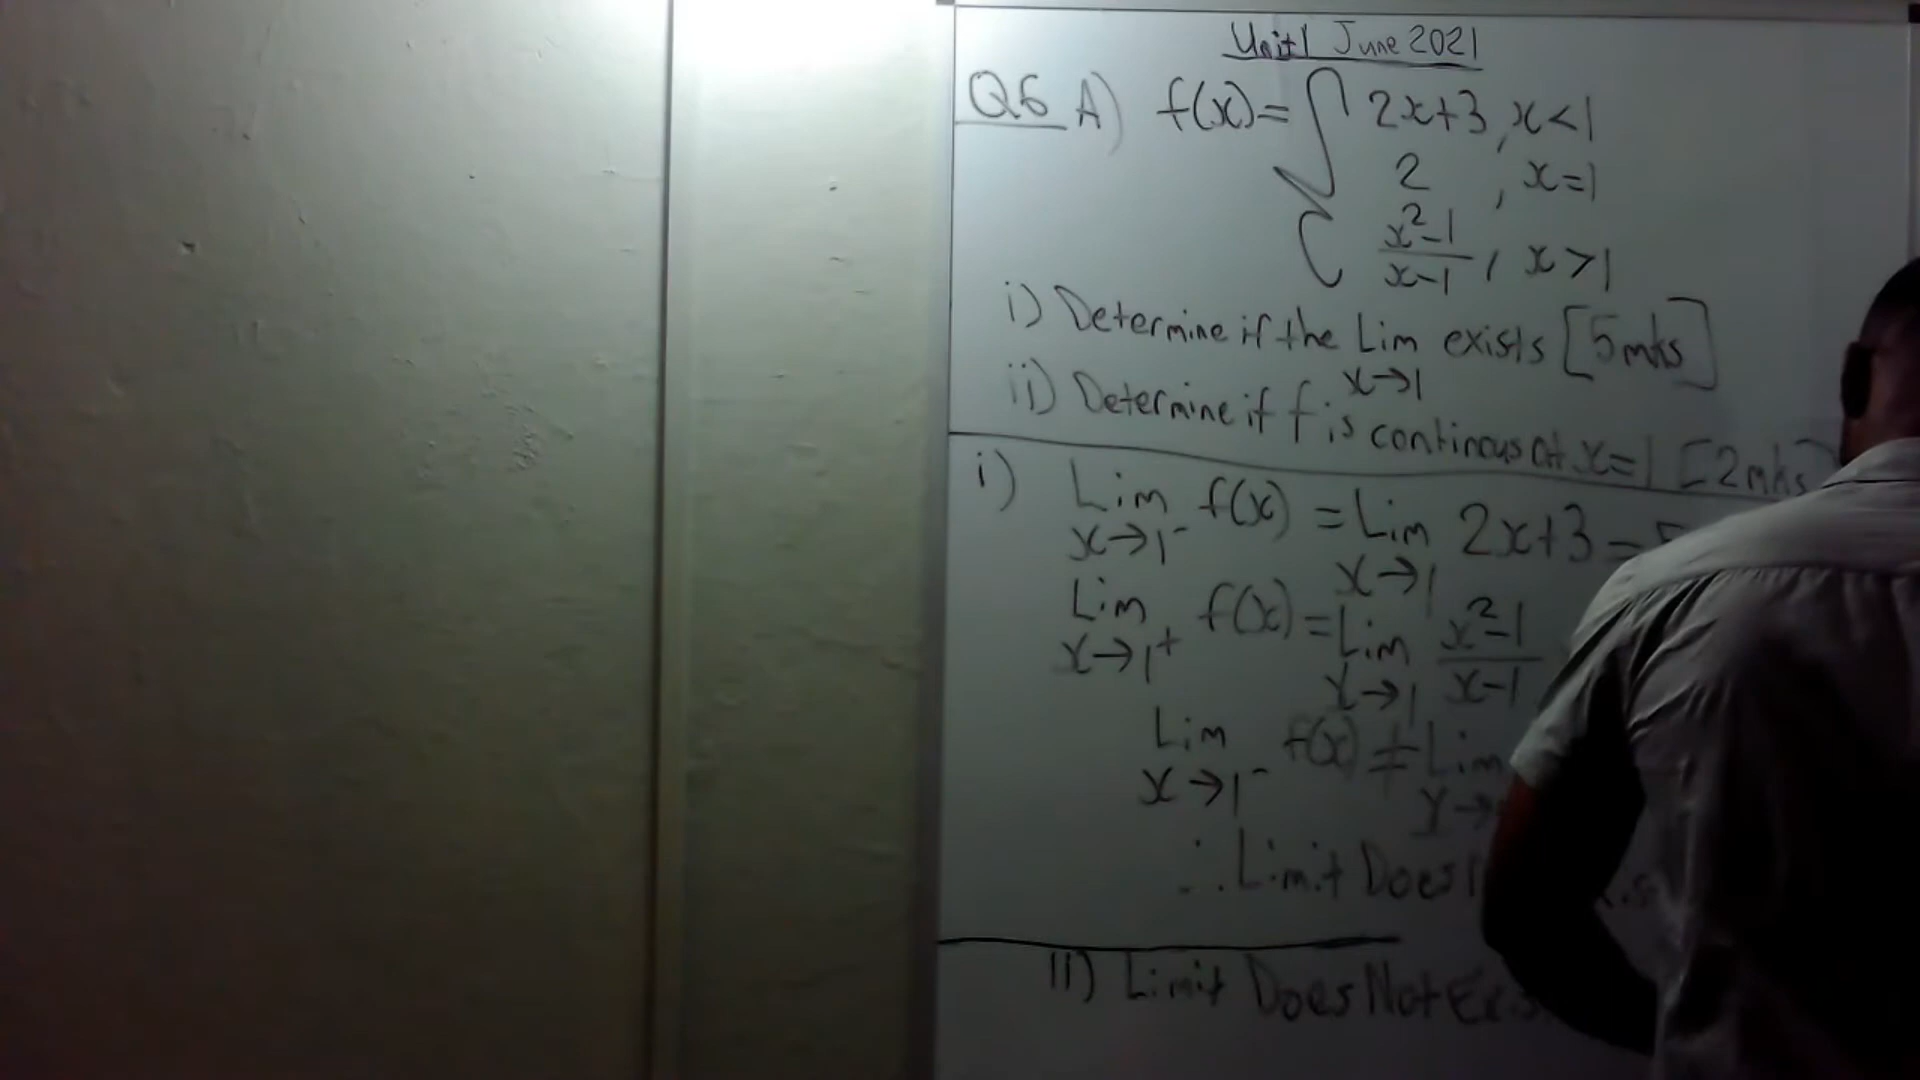 Unit 1 June 2021
Q6 A) f(x)= { 2x+3, x<1
2, x=1
x²-1/x-1, x>1
i) Determine if the Lim x→1 exists [5mks]
ii) Determine if f is continous at x=1 [2mks]
i) Lim x→1⁻ f(x) = Lim x→1 2x+3 =
Lim x→1⁺ f(x) = Lim x→1 x²-1/x-1
Lim x→1⁻ f(x) ≠ Lim
∴ Limit Does
II) Limit Does Not